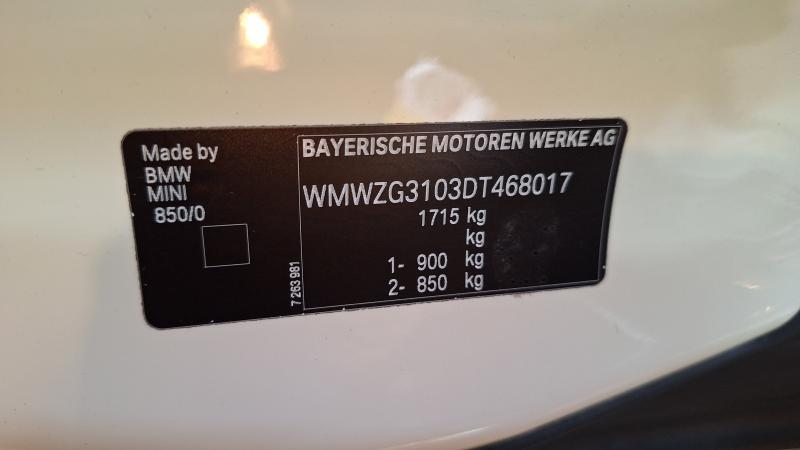 Made by
BMW
MINI
850/0
7 263 981
BAYERISCHE MOTOREN WERKE AG
WMWZG3103DT468017
1715 kg
kg
1- 900 kg
2- 850 kg